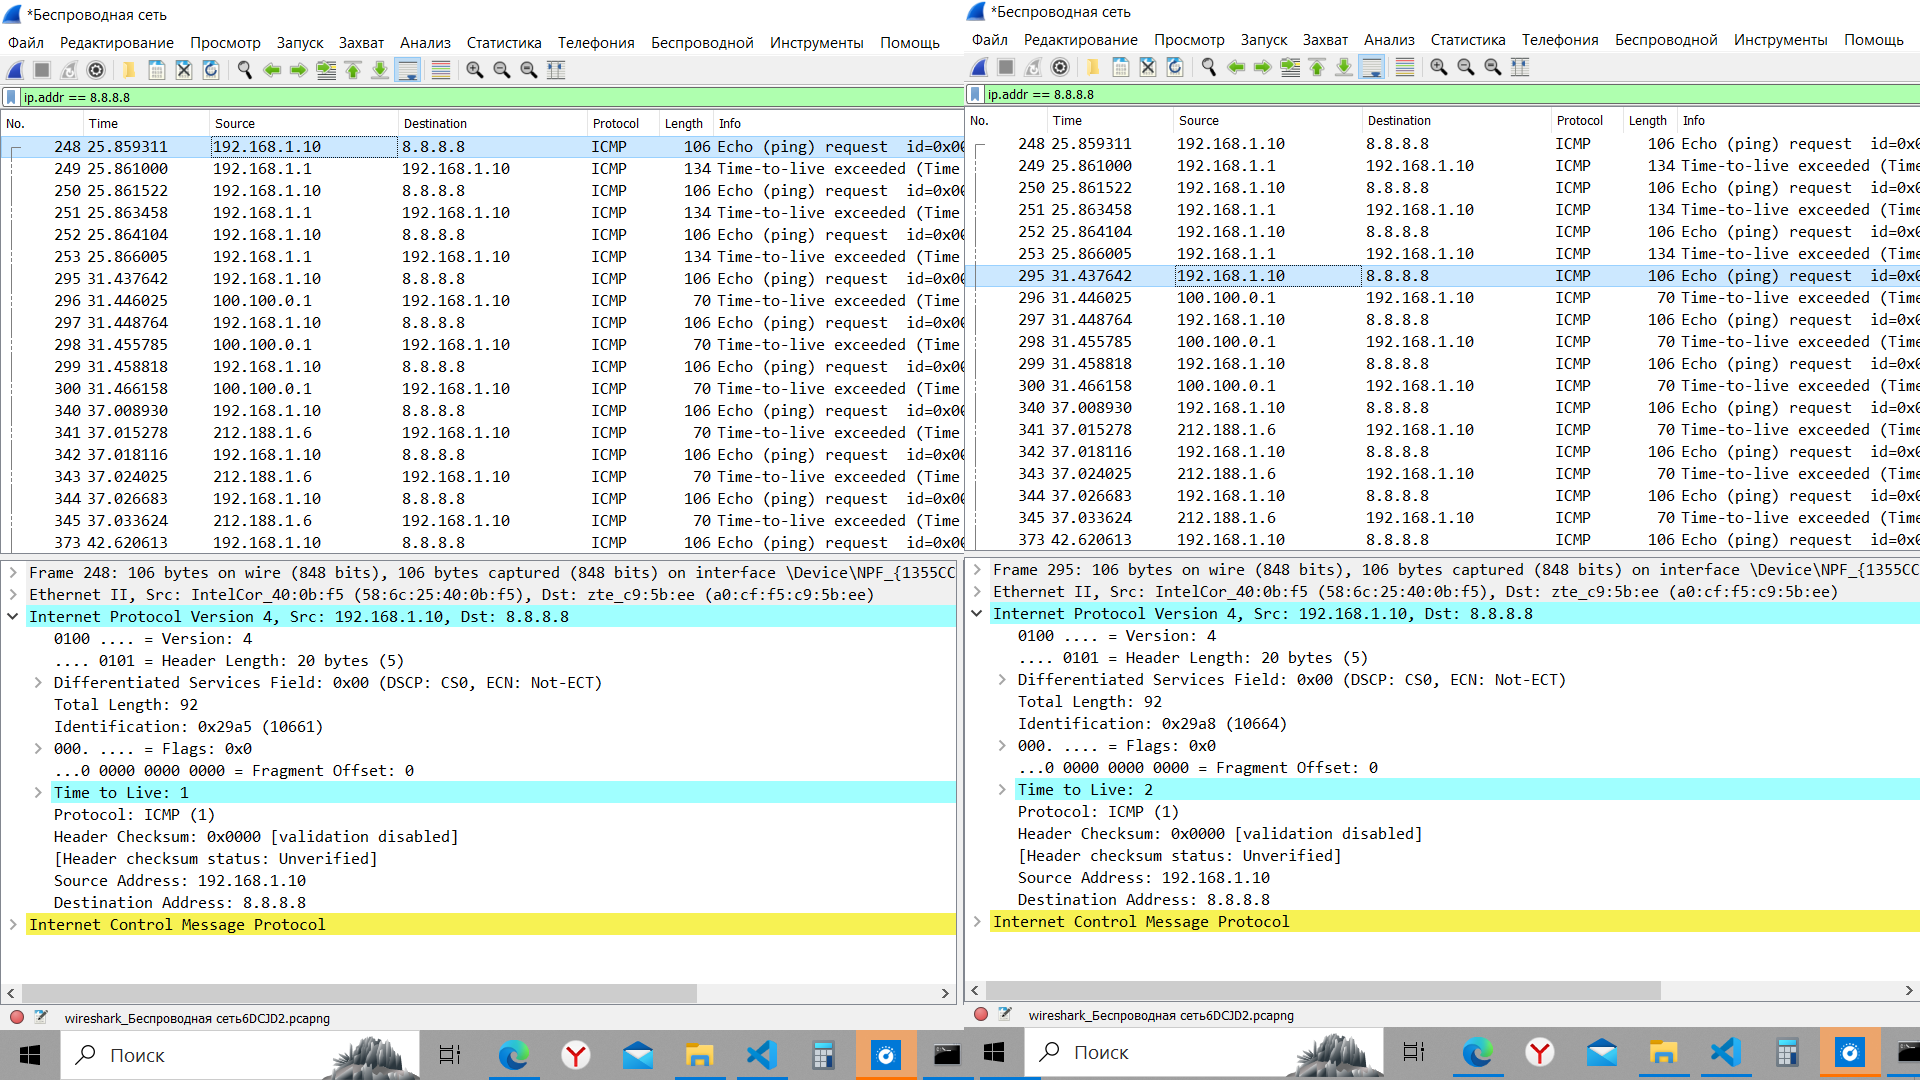 *Беспроводная сеть
Файл Редактирование Просмотр Запуск Захват Анализ Статистика Телефония Беспроводной Инструменты Помощь
ip.addr == 8.8.8.8
No. Time Source Destination Protocol Length Info
248 25.859311 192.168.1.10 8.8.8.8 ICMP 106 Echo (ping) request id=0x00
249 25.861000 192.168.1.1 192.168.1.10 ICMP 134 Time-to-live exceeded (Time
250 25.861522 192.168.1.10 8.8.8.8 ICMP 106 Echo (ping) request id=0x00
251 25.863458 192.168.1.1 192.168.1.10 ICMP 134 Time-to-live exceeded (Time
252 25.864104 192.168.1.10 8.8.8.8 ICMP 106 Echo (ping) request id=0x00
253 25.866005 192.168.1.1 192.168.1.10 ICMP 134 Time-to-live exceeded (Time
295 31.437642 192.168.1.10 8.8.8.8 ICMP 106 Echo (ping) request id=0x00
296 31.446025 100.100.0.1 192.168.1.10 ICMP 70 Time-to-live exceeded (Time
297 31.448764 192.168.1.10 8.8.8.8 ICMP 106 Echo (ping) request id=0x00
298 31.455785 100.100.0.1 192.168.1.10 ICMP 70 Time-to-live exceeded (Time
299 31.458818 192.168.1.10 8.8.8.8 ICMP 106 Echo (ping) request id=0x00
300 31.466158 100.100.0.1 192.168.1.10 ICMP 70 Time-to-live exceeded (Time
340 37.008930 192.168.1.10 8.8.8.8 ICMP 106 Echo (ping) request id=0x00
341 37.015278 212.188.1.6 192.168.1.10 ICMP 70 Time-to-live exceeded (Time
342 37.018116 192.168.1.10 8.8.8.8 ICMP 106 Echo (ping) request id=0x00
343 37.024025 212.188.1.6 192.168.1.10 ICMP 70 Time-to-live exceeded (Time
344 37.026683 192.168.1.10 8.8.8.8 ICMP 106 Echo (ping) request id=0x00
345 37.033624 212.188.1.6 192.168.1.10 ICMP 70 Time-to-live exceeded (Time
373 42.620613 192.168.1.10 8.8.8.8 ICMP 106 Echo (ping) request id=0x00
Frame 248: 106 bytes on wire (848 bits), 106 bytes captured (848 bits) on interface \Device\NPF_{1355CC
Ethernet II, Src: IntelCor_40:0b:f5 (58:6c:25:40:0b:f5), Dst: zte_c9:5b:ee (a0:cf:f5:c9:5b:ee)
Internet Protocol Version 4, Src: 192.168.1.10, Dst: 8.8.8.8
0100 .... = Version: 4
.... 0101 = Header Length: 20 bytes (5)
Differentiated Services Field: 0x00 (DSCP: CS0, ECN: Not-ECT)
Total Length: 92
Identification: 0x29a5 (10661)
000. .... = Flags: 0x0
...0 0000 0000 0000 = Fragment Offset: 0
Time to Live: 1
Protocol: ICMP (1)
Header Checksum: 0x0000 [validation disabled]
[Header checksum status: Unverified]
Source Address: 192.168.1.10
Destination Address: 8.8.8.8
Internet Control Message Protocol
wireshark_Беспроводная сеть6DCJD2.pcapng
Поиск
*Беспроводная сеть
Файл Редактирование Просмотр Запуск Захват Анализ Статистика Телефония Беспроводной Инструменты Помощь
ip.addr == 8.8.8.8
No. Time Source Destination Protocol Length Info
248 25.859311 192.168.1.10 8.8.8.8 ICMP 106 Echo (ping) request id=0x0
249 25.861000 192.168.1.1 192.168.1.10 ICMP 134 Time-to-live exceeded (Time
250 25.861522 192.168.1.10 8.8.8.8 ICMP 106 Echo (ping) request id=0x0
251 25.863458 192.168.1.1 192.168.1.10 ICMP 134 Time-to-live exceeded (Time
252 25.864104 192.168.1.10 8.8.8.8 ICMP 106 Echo (ping) request id=0x0
253 25.866005 192.168.1.1 192.168.1.10 ICMP 134 Time-to-live exceeded (Time
295 31.437642 192.168.1.10 8.8.8.8 ICMP 106 Echo (ping) request id=0x0
296 31.446025 100.100.0.1 192.168.1.10 ICMP 70 Time-to-live exceeded (Time
297 31.448764 192.168.1.10 8.8.8.8 ICMP 106 Echo (ping) request id=0x0
298 31.455785 100.100.0.1 192.168.1.10 ICMP 70 Time-to-live exceeded (Time
299 31.458818 192.168.1.10 8.8.8.8 ICMP 106 Echo (ping) request id=0x0
300 31.466158 100.100.0.1 192.168.1.10 ICMP 70 Time-to-live exceeded (Time
340 37.008930 192.168.1.10 8.8.8.8 ICMP 106 Echo (ping) request id=0x0
341 37.015278 212.188.1.6 192.168.1.10 ICMP 70 Time-to-live exceeded (Time
342 37.018116 192.168.1.10 8.8.8.8 ICMP 106 Echo (ping) request id=0x0
343 37.024025 212.188.1.6 192.168.1.10 ICMP 70 Time-to-live exceeded (Time
344 37.026683 192.168.1.10 8.8.8.8 ICMP 106 Echo (ping) request id=0x0
345 37.033624 212.188.1.6 192.168.1.10 ICMP 70 Time-to-live exceeded (Time
373 42.620613 192.168.1.10 8.8.8.8 ICMP 106 Echo (ping) request id=0x0
Frame 295: 106 bytes on wire (848 bits), 106 bytes captured (848 bits) on interface \Device\NPF_{1355CC
Ethernet II, Src: IntelCor_40:0b:f5 (58:6c:25:40:0b:f5), Dst: zte_c9:5b:ee (a0:cf:f5:c9:5b:ee)
Internet Protocol Version 4, Src: 192.168.1.10, Dst: 8.8.8.8
0100 .... = Version: 4
.... 0101 = Header Length: 20 bytes (5)
Differentiated Services Field: 0x00 (DSCP: CS0, ECN: Not-ECT)
Total Length: 92
Identification: 0x29a8 (10664)
000. .... = Flags: 0x0
...0 0000 0000 0000 = Fragment Offset: 0
Time to Live: 2
Protocol: ICMP (1)
Header Checksum: 0x0000 [validation disabled]
[Header checksum status: Unverified]
Source Address: 192.168.1.10
Destination Address: 8.8.8.8
Internet Control Message Protocol
wireshark_Беспроводная сеть6DCJD2.pcapng
Поиск